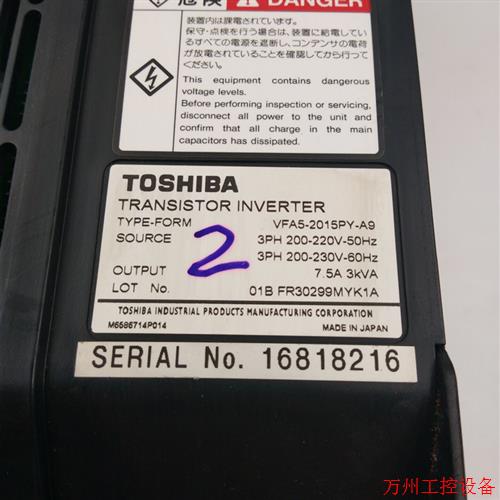 危険 DANGER
装置内は課電されています。
保守・点検を行う場合は、装置に給電して
いるすべての電源を遮断し、コンデンサの電荷
が放電されていることを確認してから行って
ください。
This equipment contains dangerous
voltage levels.
Before performing inspection or servicing,
disconnect all power to the unit and
confirm that all charge in the main
capacitors has dissipated.
TOSHIBA
TRANSISTOR INVERTER
TYPE-FORM VFA5-2015PY-A9
SOURCE 3PH 200-220V-50Hz
3PH 200-230V-60Hz
OUTPUT 7.5A 3kVA
LOT No. 01B FR30299MYK1A
2
TOSHIBA INDUSTRIAL PRODUCTS MANUFACTURING CORPORATION
M6586714P014 MADE IN JAPAN
SERIAL No. 16818216
万州工控设备